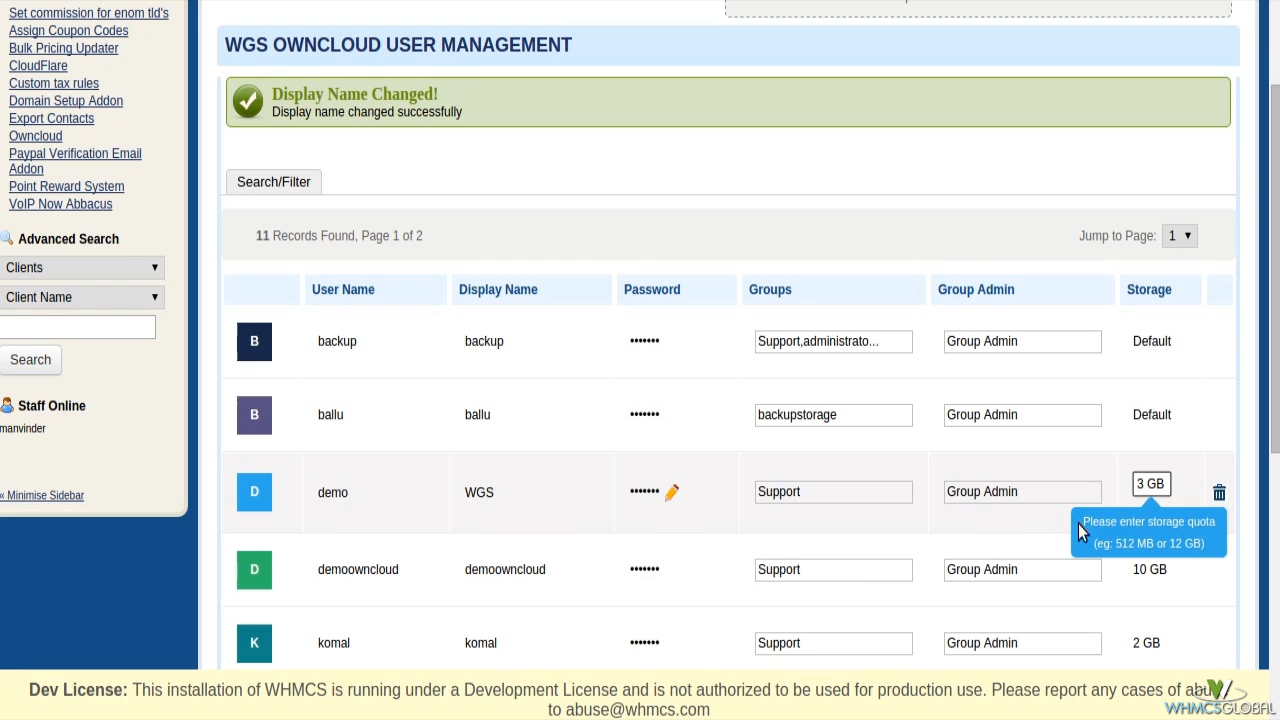 Set commission for enom tld's
Assign Coupon Codes
Bulk Pricing Updater
CloudFlare
Custom tax rules
Domain Setup Addon
Export Contacts
Owncloud
Paypal Verification Email
Addon
Point Reward System
VoIP Now Abbacus
Advanced Search
Clients
Client Name
Search
Staff Online
manvinder
« Minimise Sidebar
WGS OWNCLOUD USER MANAGEMENT
Display Name Changed!
Display name changed successfully
Search/Filter
11 Records Found, Page 1 of 2
Jump to Page: 1
User Name Display Name Password Groups Group Admin Storage
B backup backup ••••••• Support,administrato... Group Admin Default
B ballu ballu ••••••• backupstorage Group Admin Default
D demo WGS ••••••• Support Group Admin 3 GB
Please enter storage quota
(eg: 512 MB or 12 GB)
D demoowncloud demoowncloud ••••••• Support Group Admin 10 GB
K komal komal ••••••• Support Group Admin 2 GB
Dev License: This installation of WHMCS is running under a Development License and is not authorized to be used for production use. Please report any cases of
to abuse@whmcs.com
WHMCSGLOBAL